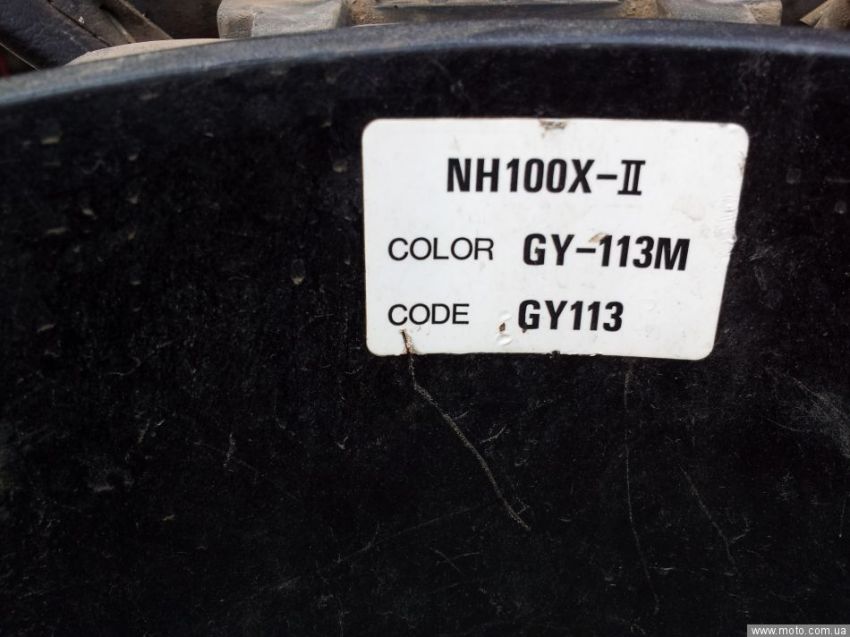 NH100X-II
COLOR GY-113M
CODE GY113
www.moto.com.ua